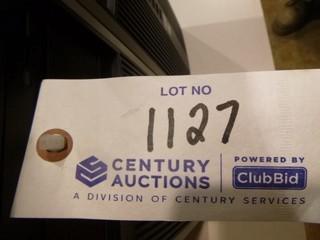 LOT NO
1127
CENTURY AUCTIONS
POWERED BY
ClubBid
A DIVISION OF CENTURY SERVICES